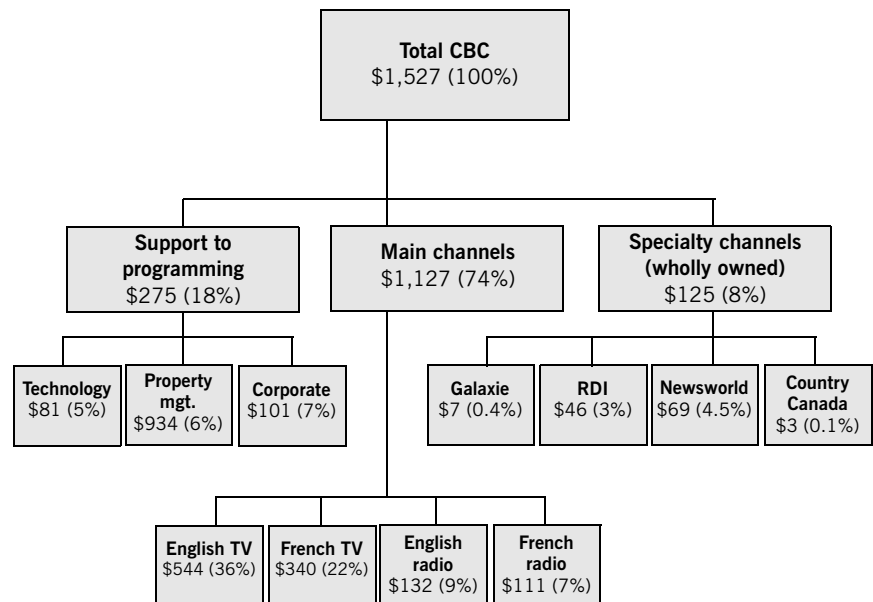 Total CBC
$1,527 (100%)
Support to
programming
$275 (18%)
Main channels
$1,127 (74%)
Specialty channels
(wholly owned)
$125 (8%)
Technology
$81 (5%)
Property
mgt.
$934 (6%)
Corporate
$101 (7%)
Galaxie
$7 (0.4%)
RDI
$46 (3%)
Newsworld
$69 (4.5%)
Country
Canada
$3 (0.1%)
English TV
$544 (36%)
French TV
$340 (22%)
English
radio
$132 (9%)
French
radio
$111 (7%)